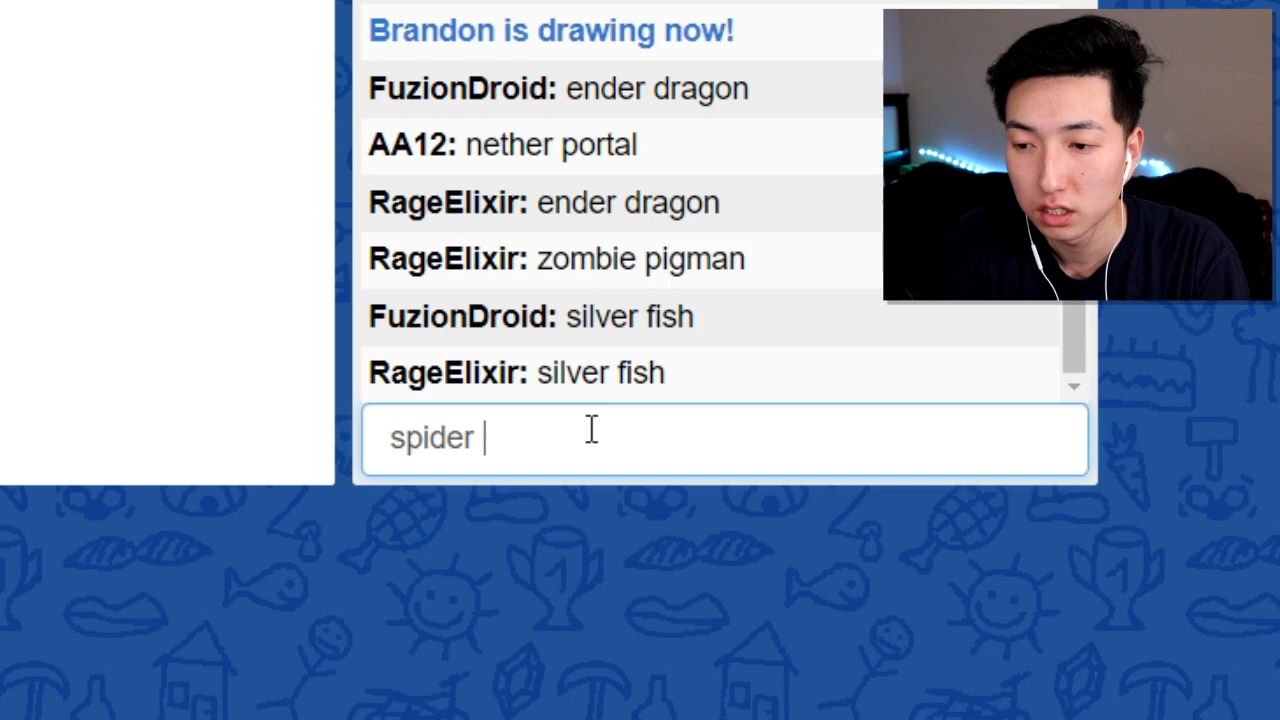 Brandon is drawing now!
FuzionDroid: ender dragon
AA12: nether portal
RageElixir: ender dragon
RageElixir: zombie pigman
FuzionDroid: silver fish
RageElixir: silver fish
spider